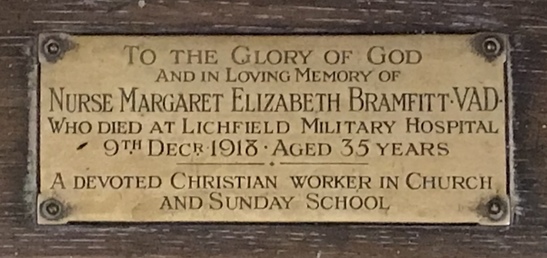 TO THE GLORY OF GOD
AND IN LOVING MEMORY OF
NURSE MARGARET ELIZABETH BRAMFITT·VAD·
WHO DIED AT LICHFIELD MILITARY HOSPITAL
9TH DECR· 1918 · AGED 35 YEARS
A DEVOTED CHRISTIAN WORKER IN CHURCH
AND SUNDAY SCHOOL